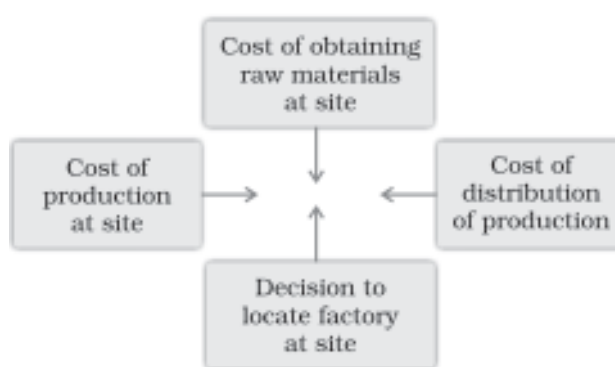 Cost of obtaining
raw materials
at site
Cost of
production
at site
Cost of
distribution
of production
Decision to
locate factory
at site